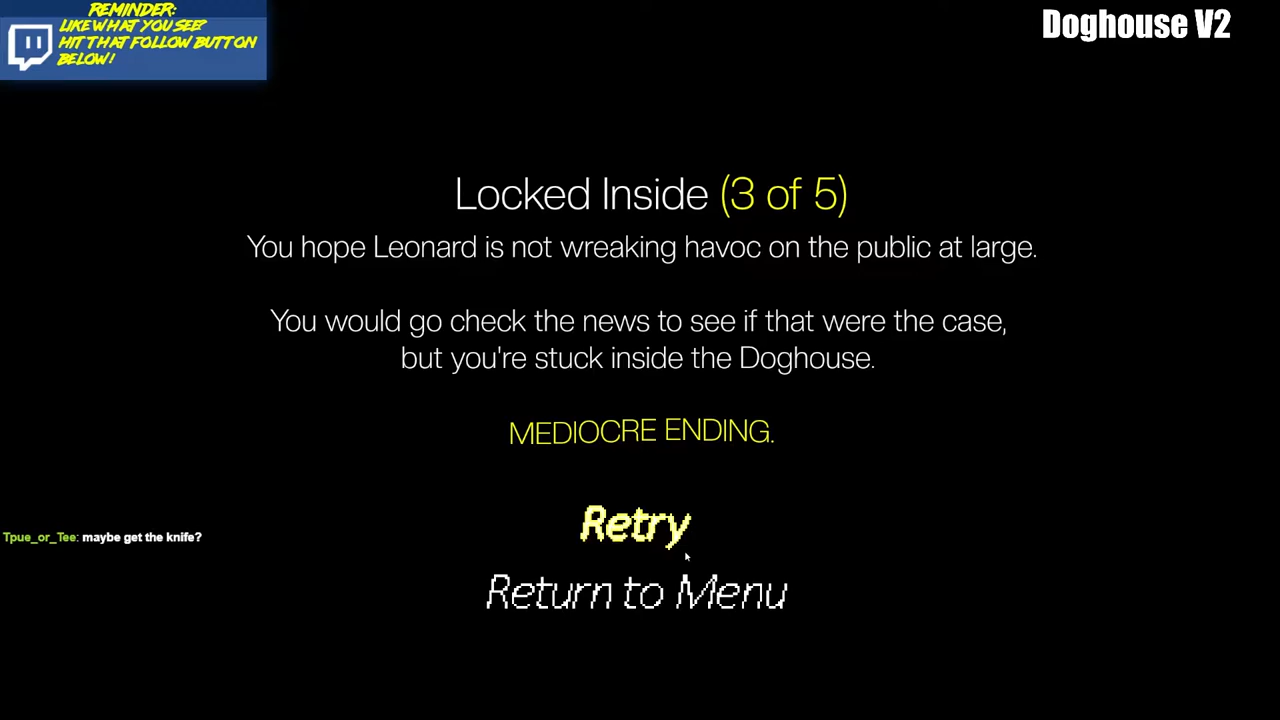 REMINDER:
LIKE WHAT YOU SEE?
HIT THAT FOLLOW BUTTON
BELOW!
Doghouse V2
Locked Inside (3 of 5)
You hope Leonard is not wreaking havoc on the public at large.
You would go check the news to see if that were the case,
but you're stuck inside the Doghouse.
MEDIOCRE ENDING.
Retry
Tpue_or_Tee: maybe get the knife?
Return to Menu